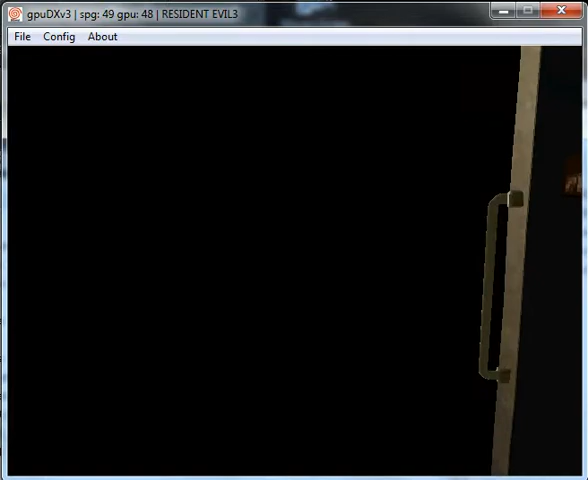 gpuDXv3 | spg: 49 gpu: 48 | RESIDENT EVIL3
File Config About